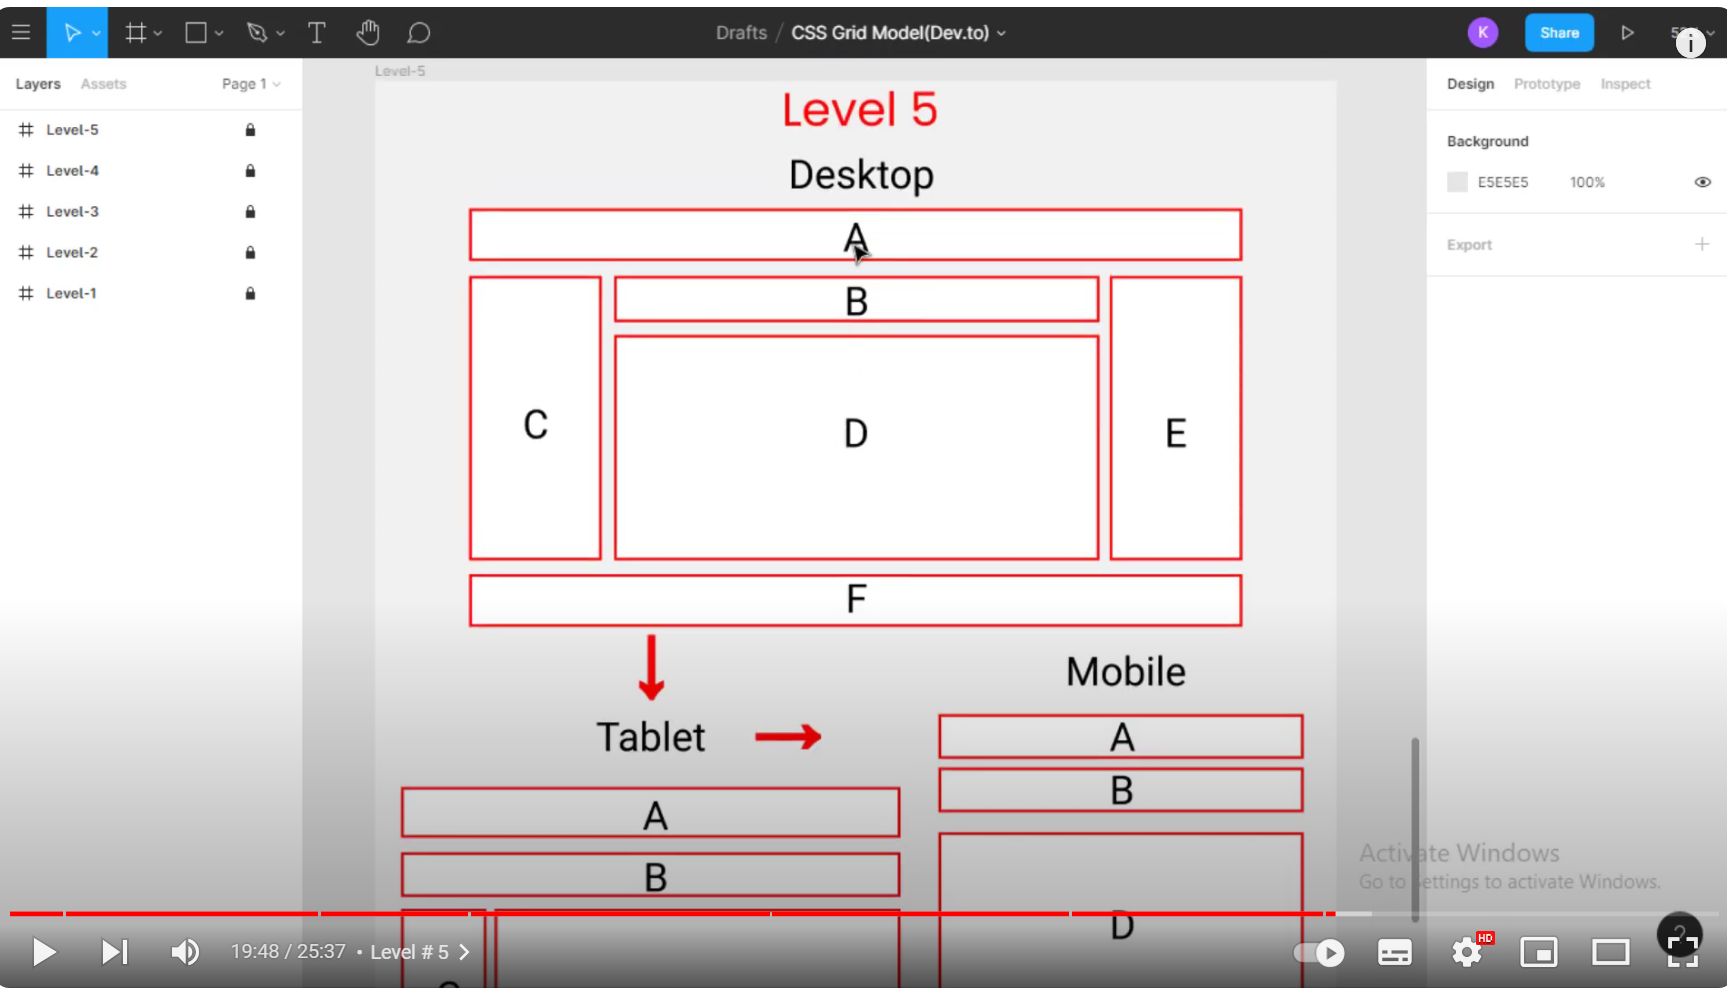 Drafts / CSS Grid Model(Dev.to)
K
Share
i
Layers
Assets
Page 1
Level-5
Level-4
Level-3
Level-2
Level-1
Level-5
Level 5
Desktop
A
B
C
D
E
F
Tablet
A
B
Mobile
A
B
D
Design
Prototype
Inspect
Background
E5E5E5 100%
Export
Activate Windows
Go to Settings to activate Windows.
19:48 / 25:37 • Level # 5
HD
?